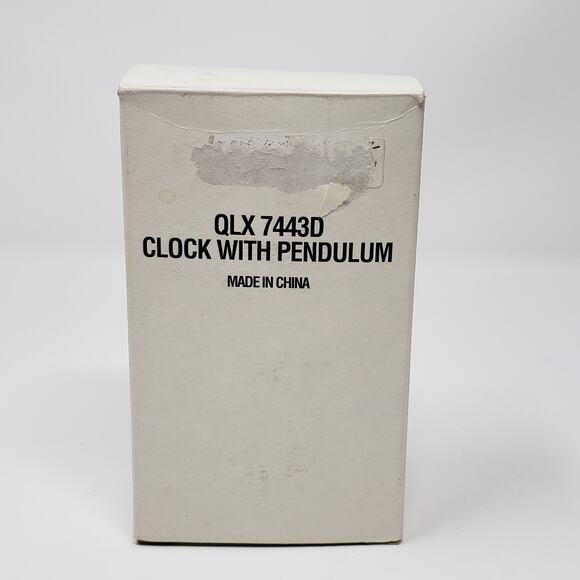 QLX 7443D
CLOCK WITH PENDULUM
MADE IN CHINA